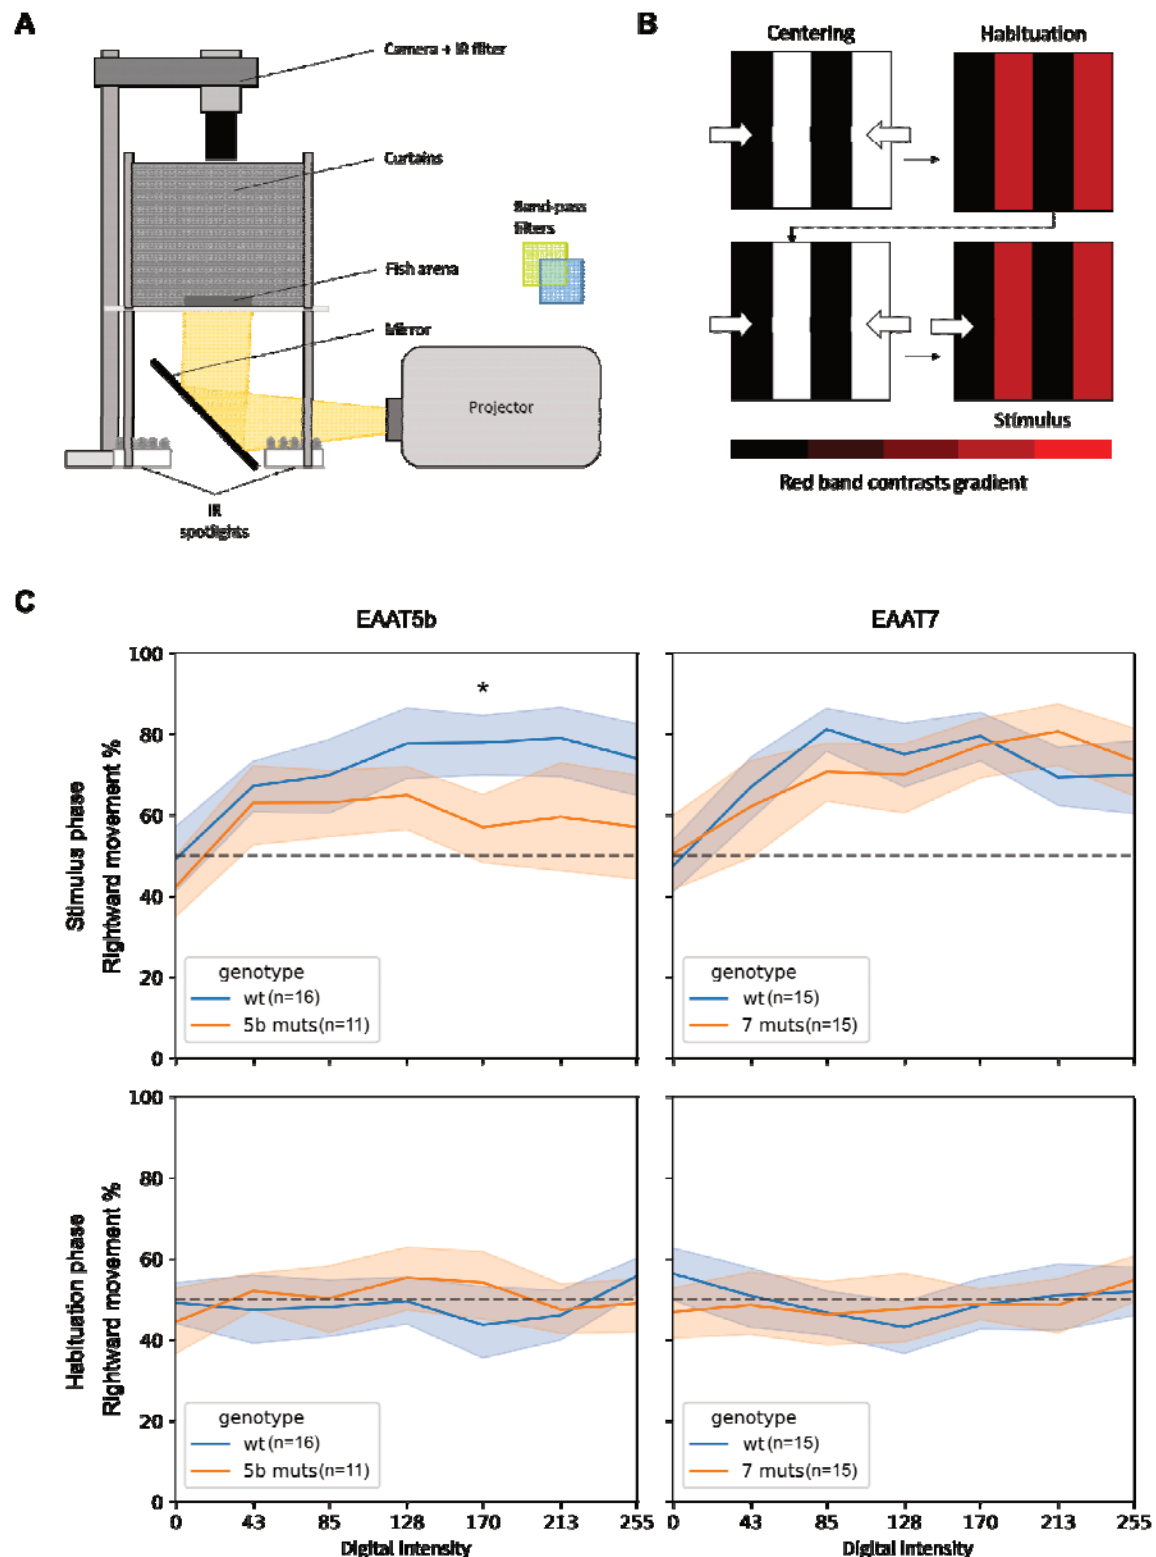 A
Camera + IR filter
Curtains
Band-pass
filters
Fish arena
Mirror
Projector
IR
spotlights
B
Centering
Habituation
Stimulus
Red band contrasts gradient
C
EAAT5b
EAAT7
Stimulus phase
Rightward movement %
100
80
60
40
20
0
*
genotype
wt (n=16)
5b muts(n=11)
genotype
wt (n=15)
7 muts(n=15)
Habituation phase
Rightward movement %
100
80
60
40
20
0
genotype
wt (n=16)
5b muts(n=11)
genotype
wt (n=15)
7 muts(n=15)
0 43 85 128 170 213 255
0 43 85 128 170 213 255
Digital Intensity
Digital Intensity